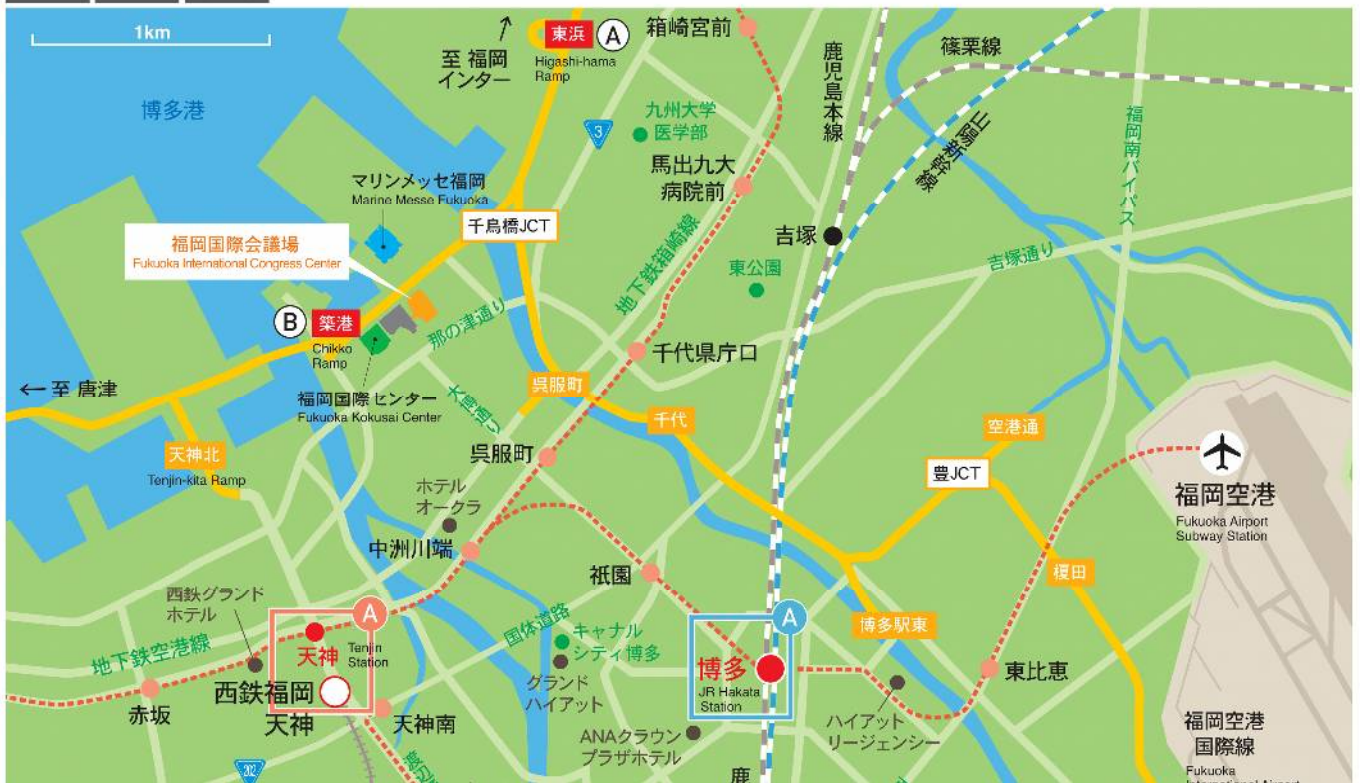 1km
博多港
至 福岡
インター
東浜
A
Higashi-hama
Ramp
箱崎宮前
鹿児島本線
篠栗線
山陽新幹線
福岡南バイパス
九州大学
医学部
3
馬出九大
病院前
マリンメッセ福岡
Marine Messe Fukuoka
千鳥橋JCT
福岡国際会議場
Fukuoka International Congress Center
地下鉄箱崎線
吉塚
東公園
吉塚通り
B
築港
Chikko
Ramp
那の津通り
千代県庁口
至 唐津
福岡国際センター
Fukuoka Kokusai Center
大博通り
呉服町
千代
空港通
天神北
Tenjin-kita Ramp
呉服町
豊JCT
福岡空港
Fukuoka Airport
Subway Station
ホテル
オークラ
中洲川端
祇園
榎田
西鉄グランド
ホテル
A
国体道路
キャナル
シティ博多
A
博多駅東
地下鉄空港線
天神
Tenjin
Station
博多
JR Hakata
Station
東比恵
西鉄福岡
天神
赤坂
天神南
グランド
ハイアット
ANAクラウン
プラザホテル
ハイアット
リージェンシー
福岡空港
国際線
Fukuoka
202
鹿